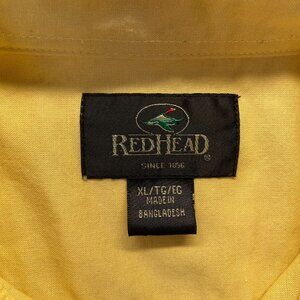 REDHEAD
SINCE 1856
XL/TG/EG
MADE IN
BANGLADESH